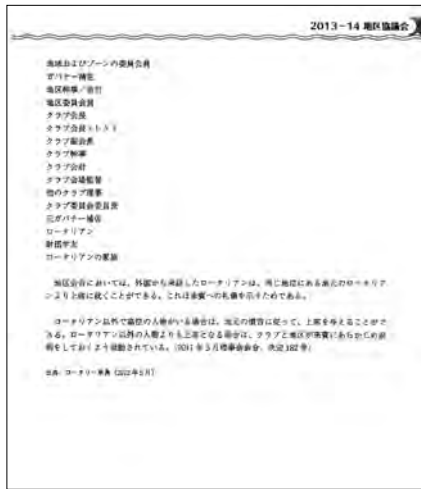 2013-14 地区協議会
地域およびゾーンの委員会委員
ガバナー補佐
地区幹事/会計
地区委員会委員
クラブ会長
クラブ会長エレクト
クラブ副会長
クラブ幹事
クラブ会計
クラブ会場監督
他のクラブ理事
クラブ委員会委員長
元ガバナー補佐
ロータリアン
財団学友
ロータリアンの家族
地区会合においては、外国から来訪したロータリアンは、同じ地位にある地元のロータリア
ンより上席に就くことができる。これは来賓への礼儀を示すためである。
ロータリアン以外で高位の人物がいる場合は、地元の慣習に従って、上席を与えることがで
きる。ロータリアン以外の人物よりも上席となる場合は、クラブと地区が来賓にあらかじめ説
明をしておくよう奨励されている。(2011年5月理事会会合、決定182号)
出典:ロータリー章典(2012年6月)